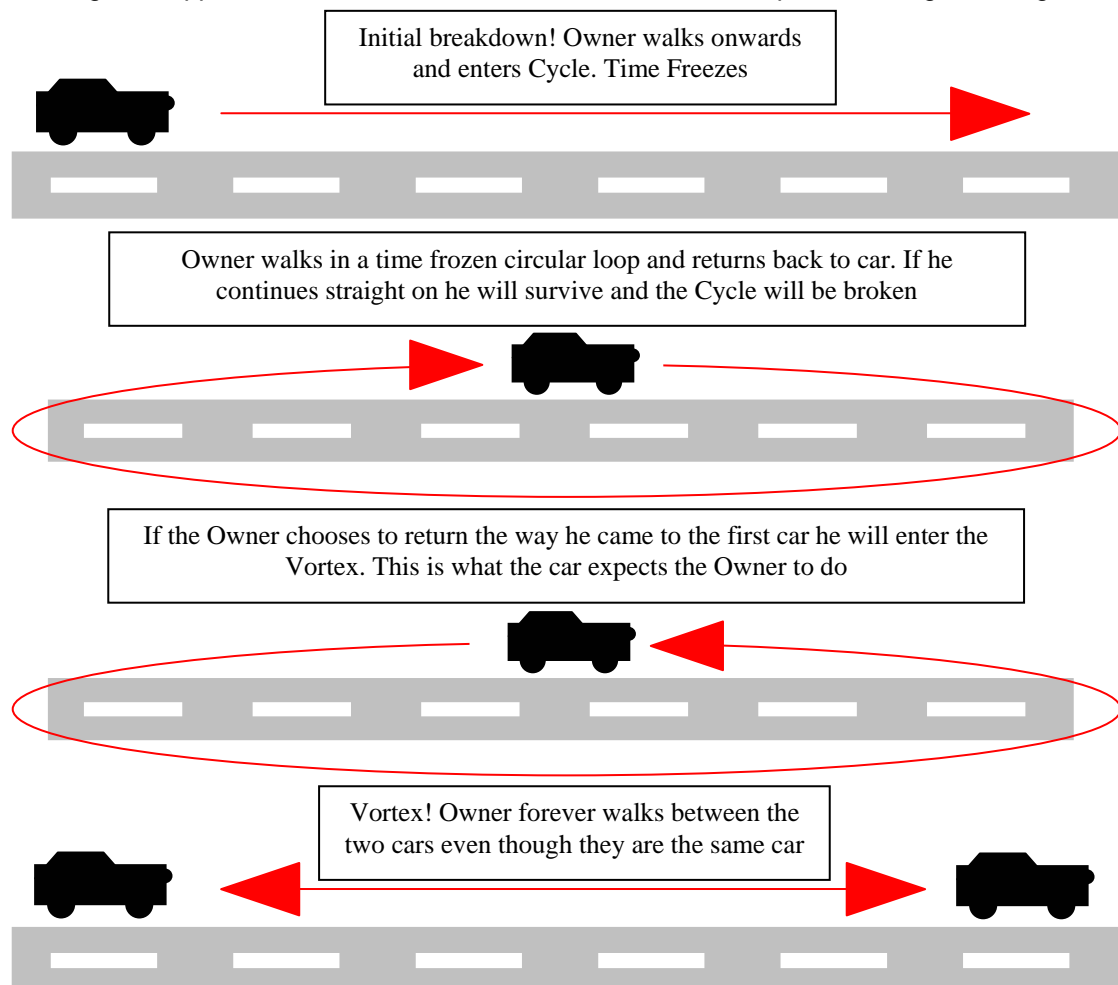 Initial breakdown! Owner walks onwards
and enters Cycle. Time Freezes
Owner walks in a time frozen circular loop and returns back to car. If he
continues straight on he will survive and the Cycle will be broken
If the Owner chooses to return the way he came to the first car he will enter the
Vortex. This is what the car expects the Owner to do
Vortex! Owner forever walks between the
two cars even though they are the same car